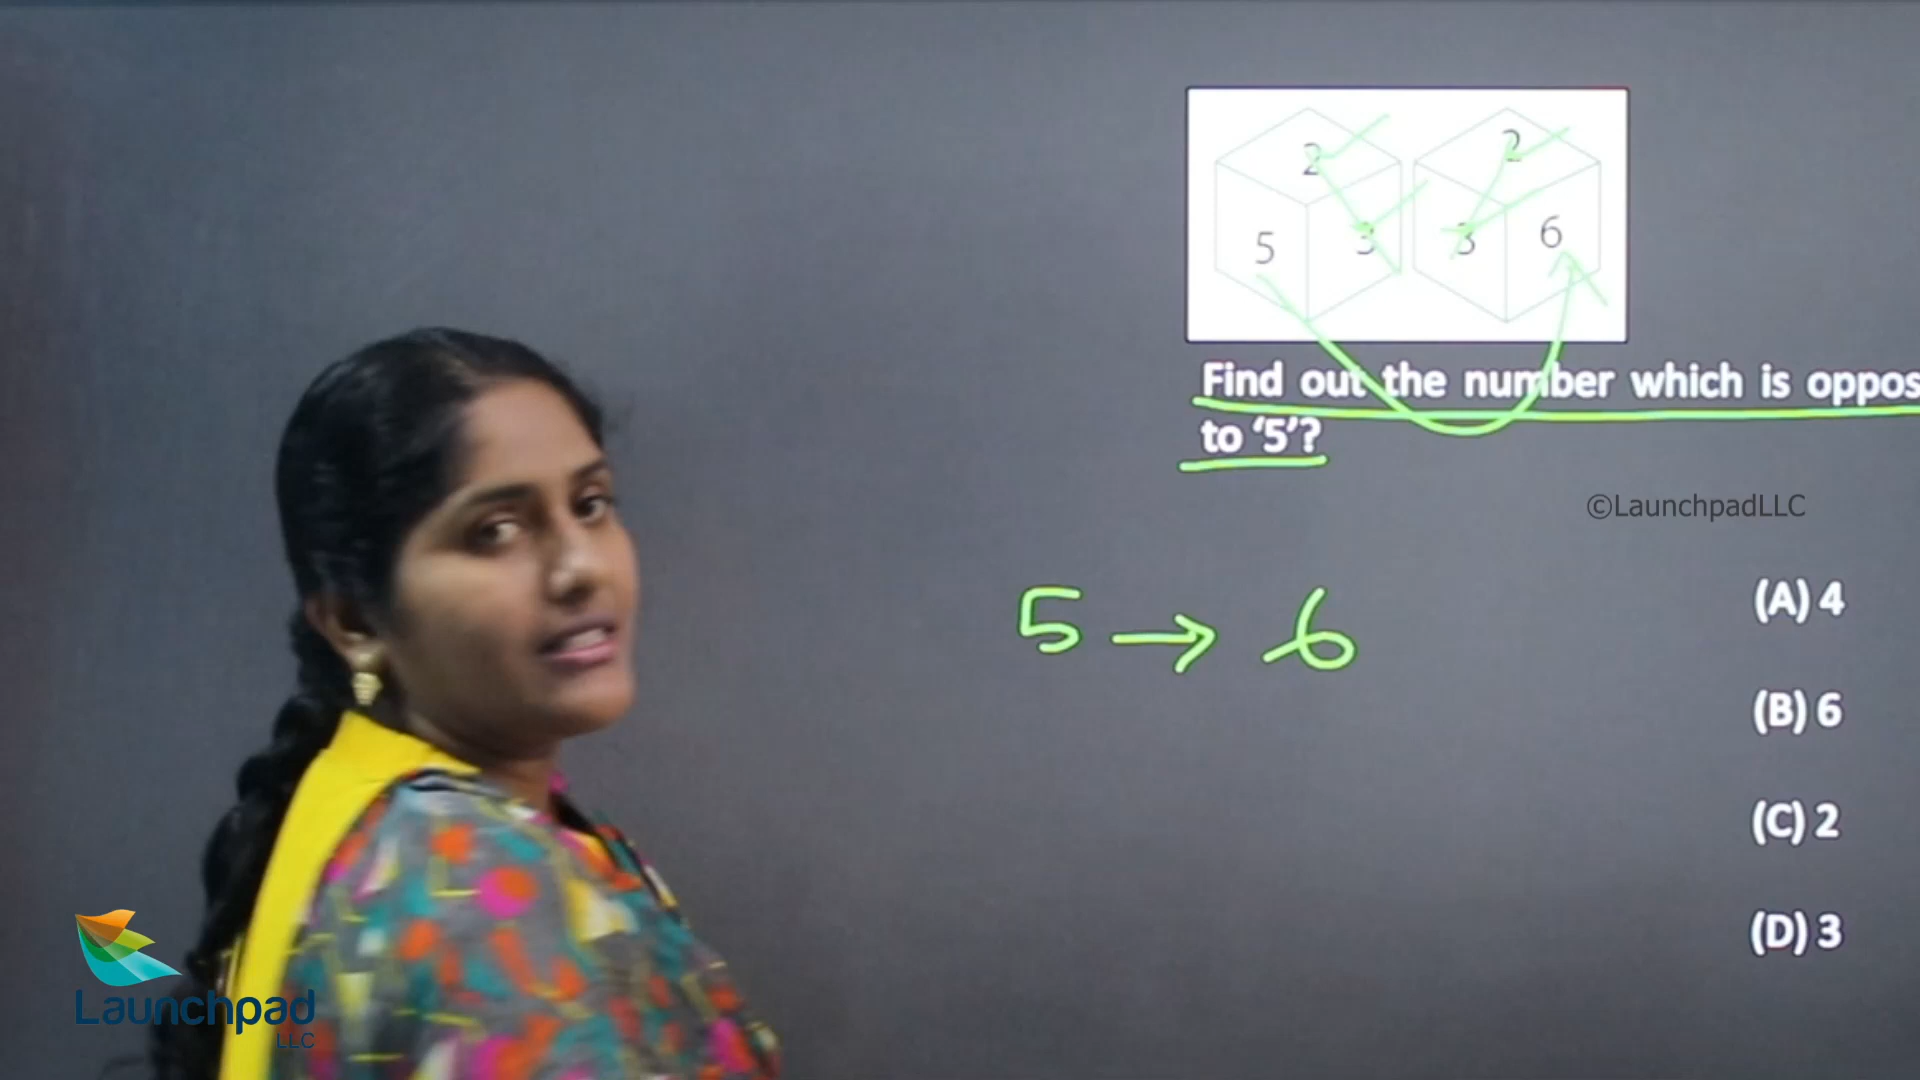 2 2
5 3 3 6
Find out the number which is oppos
to ‘5’?
©LaunchpadLLC
5 → 6
(A) 4
(B) 6
(C) 2
(D) 3
Launchpad
LLC